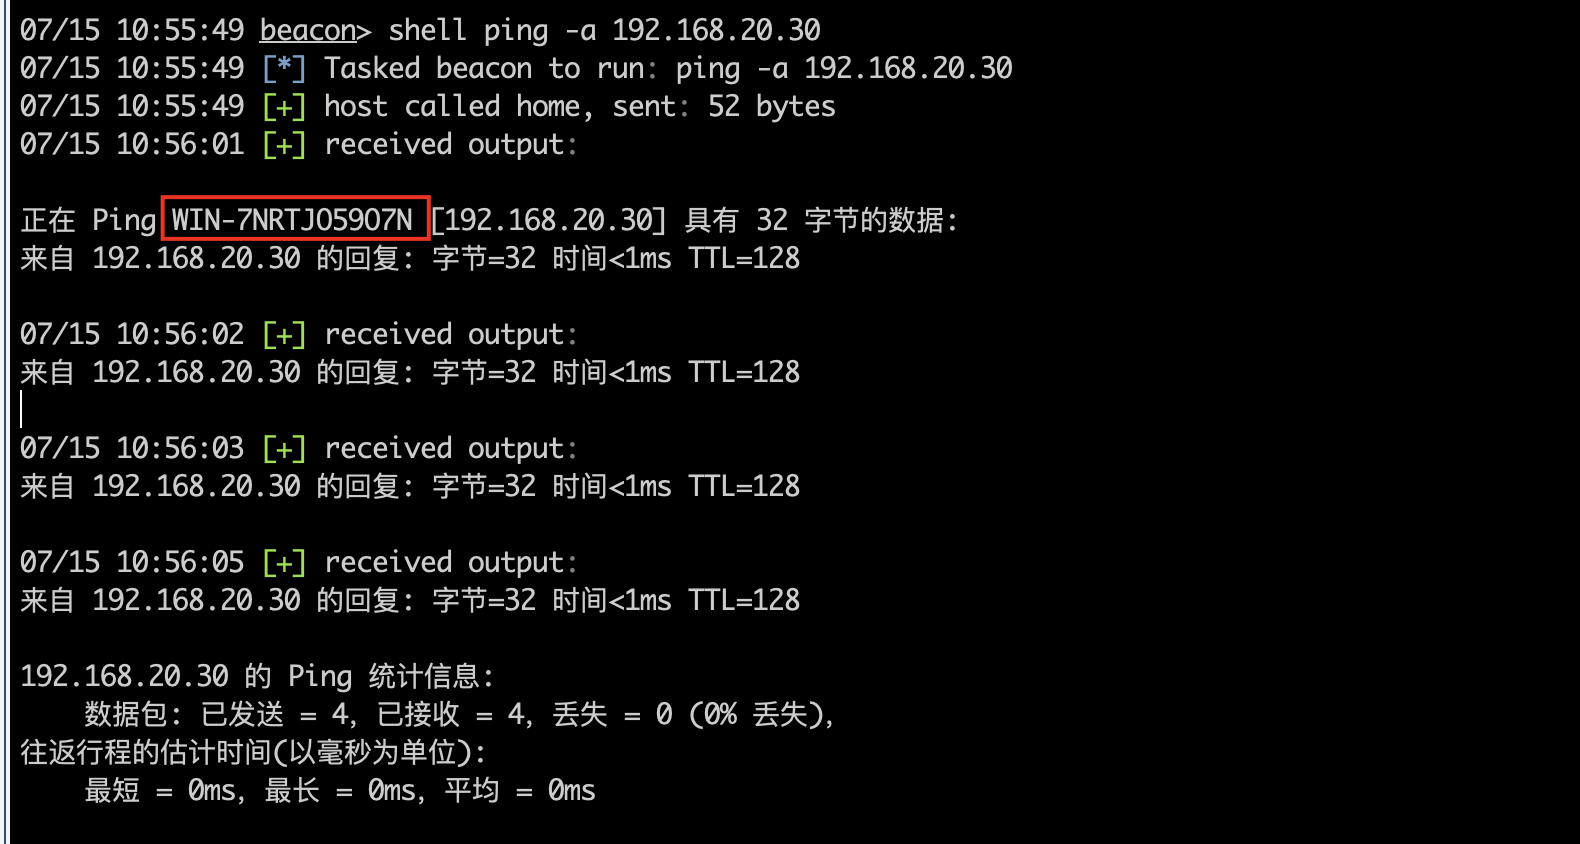 07/15 10:55:49 beacon> shell ping -a 192.168.20.30
07/15 10:55:49 [*] Tasked beacon to run: ping -a 192.168.20.30
07/15 10:55:49 [+] host called home, sent: 52 bytes
07/15 10:56:01 [+] received output:
正在 Ping WIN-7NRTJO59O7N [192.168.20.30] 具有 32 字节的数据:
来自 192.168.20.30 的回复: 字节=32 时间<1ms TTL=128
07/15 10:56:02 [+] received output:
来自 192.168.20.30 的回复: 字节=32 时间<1ms TTL=128
07/15 10:56:03 [+] received output:
来自 192.168.20.30 的回复: 字节=32 时间<1ms TTL=128
07/15 10:56:05 [+] received output:
来自 192.168.20.30 的回复: 字节=32 时间<1ms TTL=128
192.168.20.30 的 Ping 统计信息:
数据包: 已发送 = 4, 已接收 = 4, 丢失 = 0 (0% 丢失),
往返行程的估计时间(以毫秒为单位):
最短 = 0ms, 最长 = 0ms, 平均 = 0ms